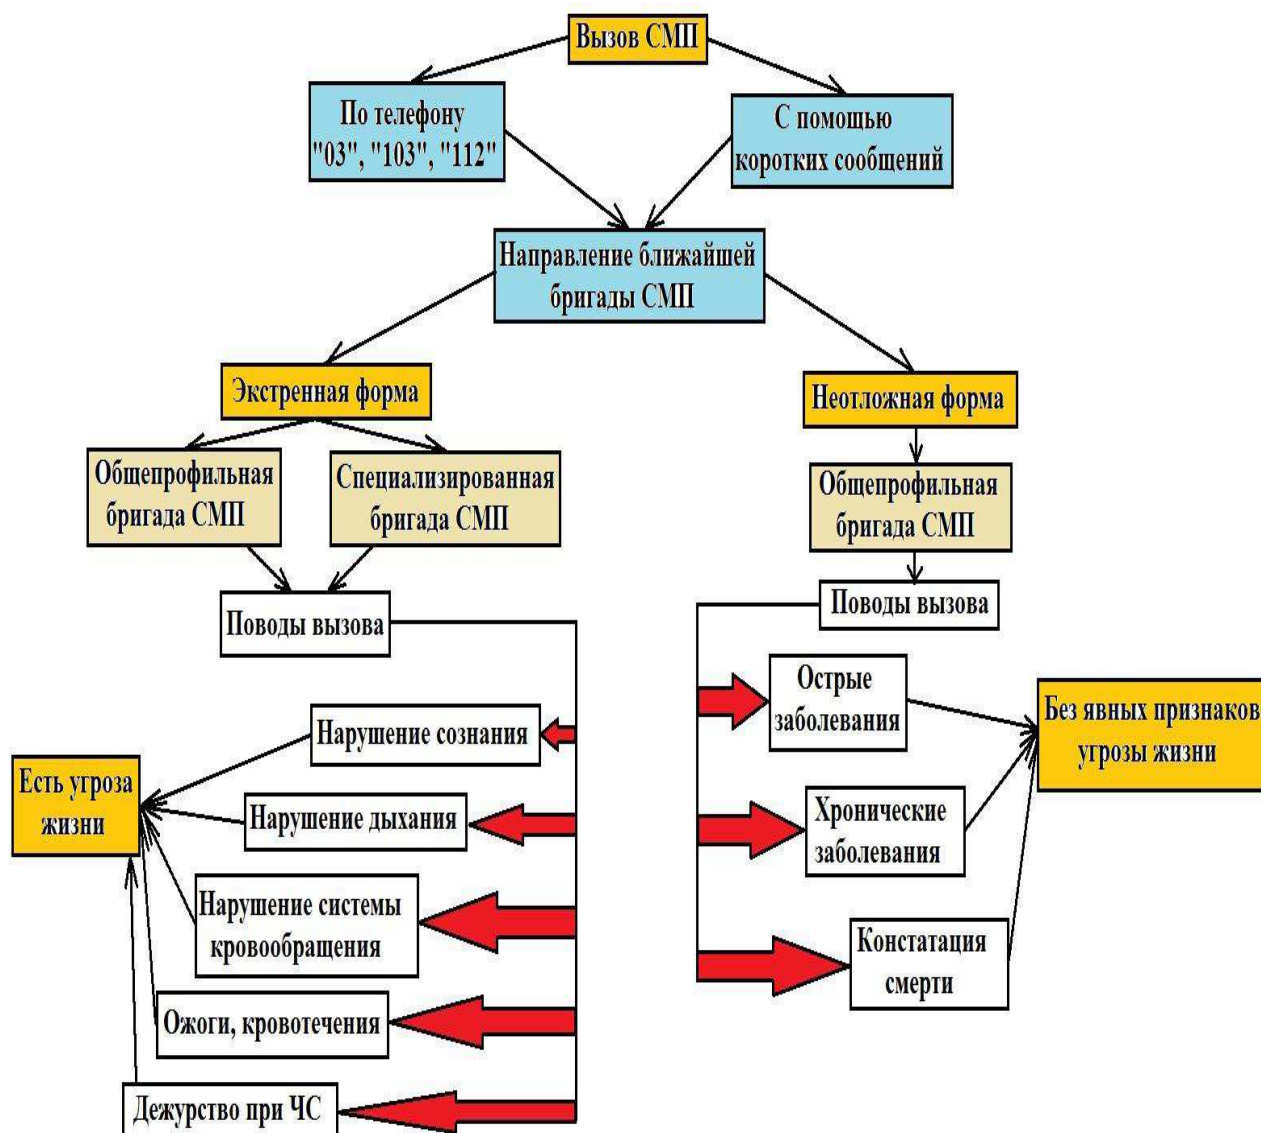 Вызов СМП
По телефону
"03", "103", "112"
С помощью
коротких сообщений
Направление ближайшей
бригады СМП
Экстренная форма
Неотложная форма
Общепрофильная
бригада СМП
Специализированная
бригада СМП
Общепрофильная
бригада СМП
Поводы вызова
Поводы вызова
Нарушение сознания
Нарушение дыхания
Нарушение системы
кровообращения
Ожоги, кровотечения
Дежурство при ЧС
Есть угроза
жизни
Острые
заболевания
Хронические
заболевания
Констатация
смерти
Без явных признаков
угрозы жизни